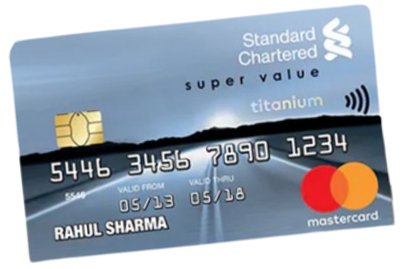 Standard
Chartered
super value
titanium
5446 3456 7890 1234
5546
VALID FROM VALID THRU
05/13 05/18
RAHUL SHARMA
mastercard